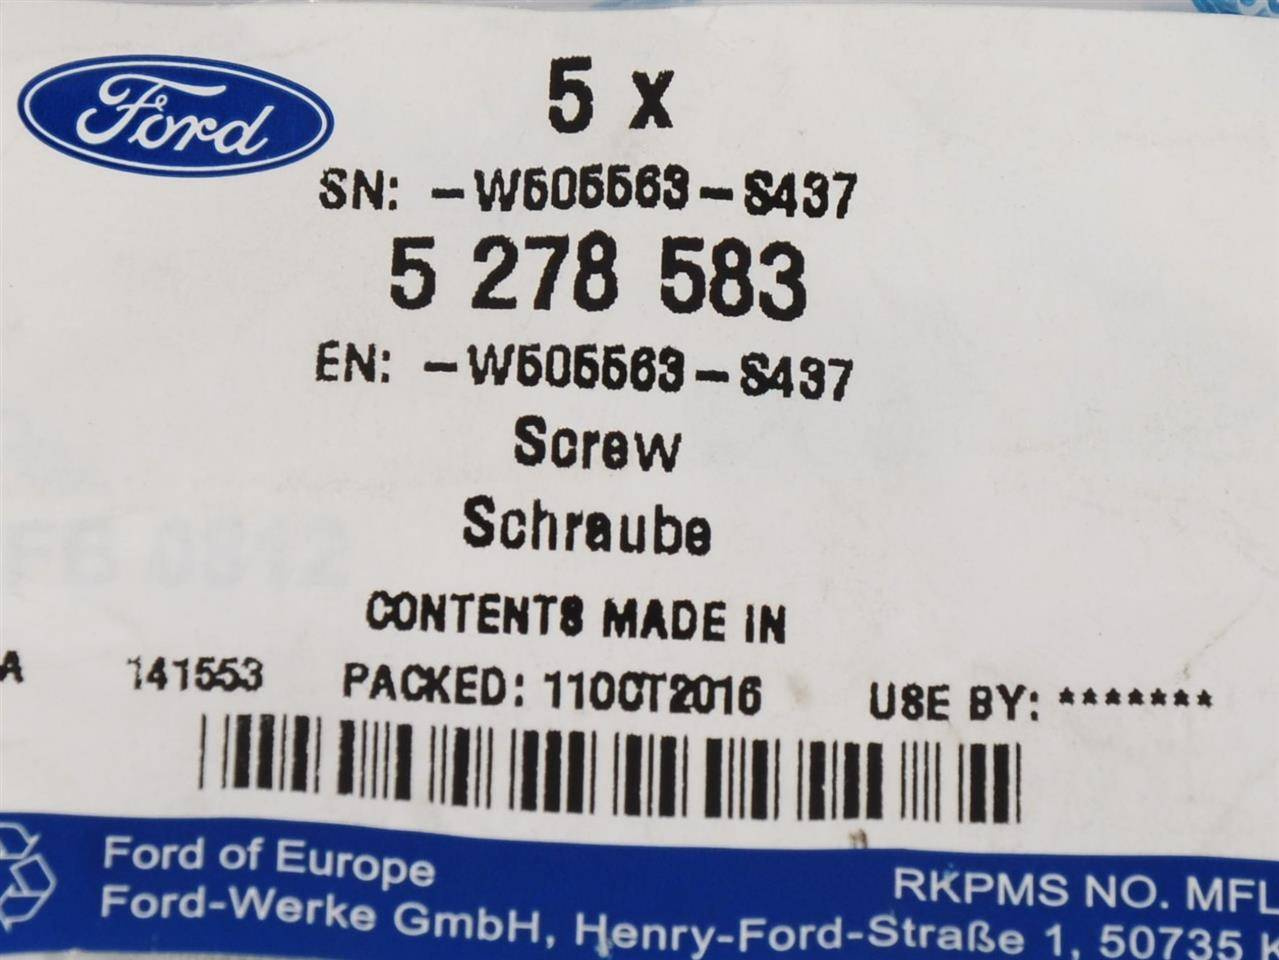 Ford
5 x
SN: -W505563-S437
5 278 583
EN: -W505563-S437
Screw
Schraube
CONTENTS MADE IN
A 141553 PACKED: 11OCT2016 USE BY: *******
Ford of Europe
RKPMS NO. MFL
Ford-Werke GmbH, Henry-Ford-Straße 1, 50735 K